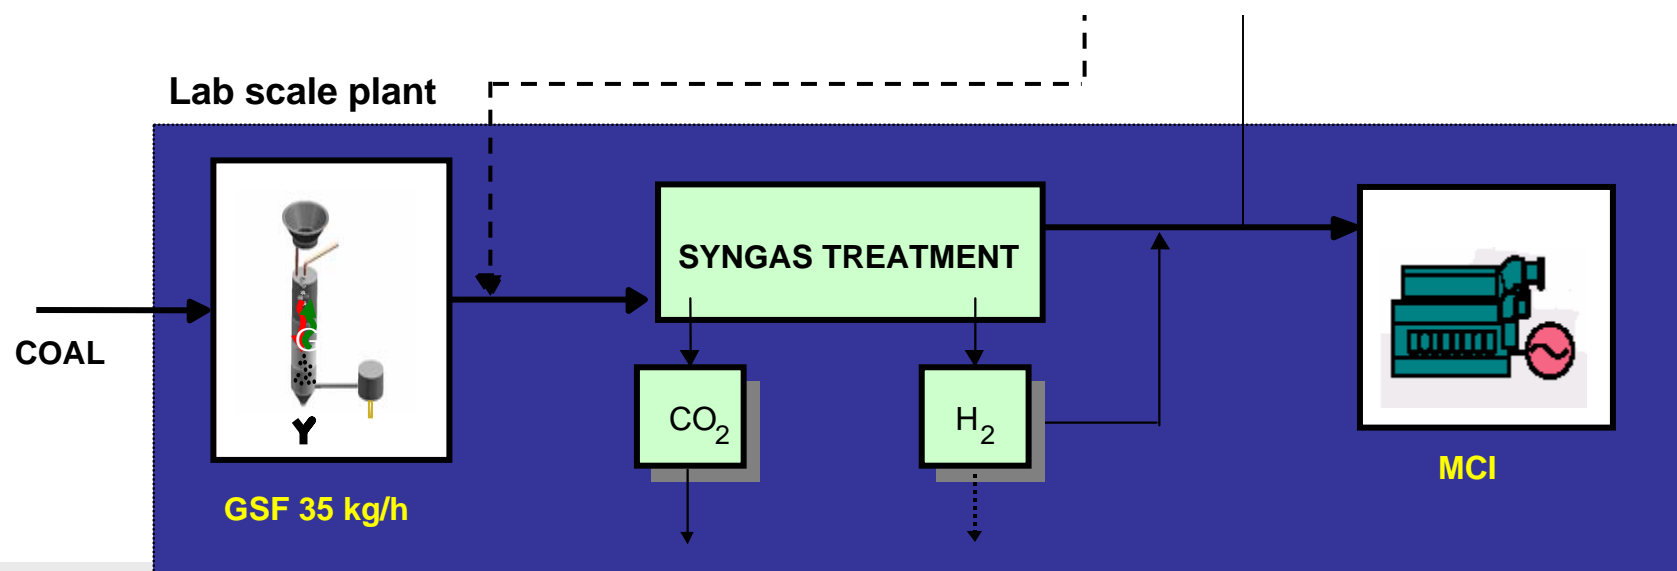 Lab scale plant
SYNGAS TREATMENT
G
COAL
CO2
H2
MCI
GSF 35 kg/h